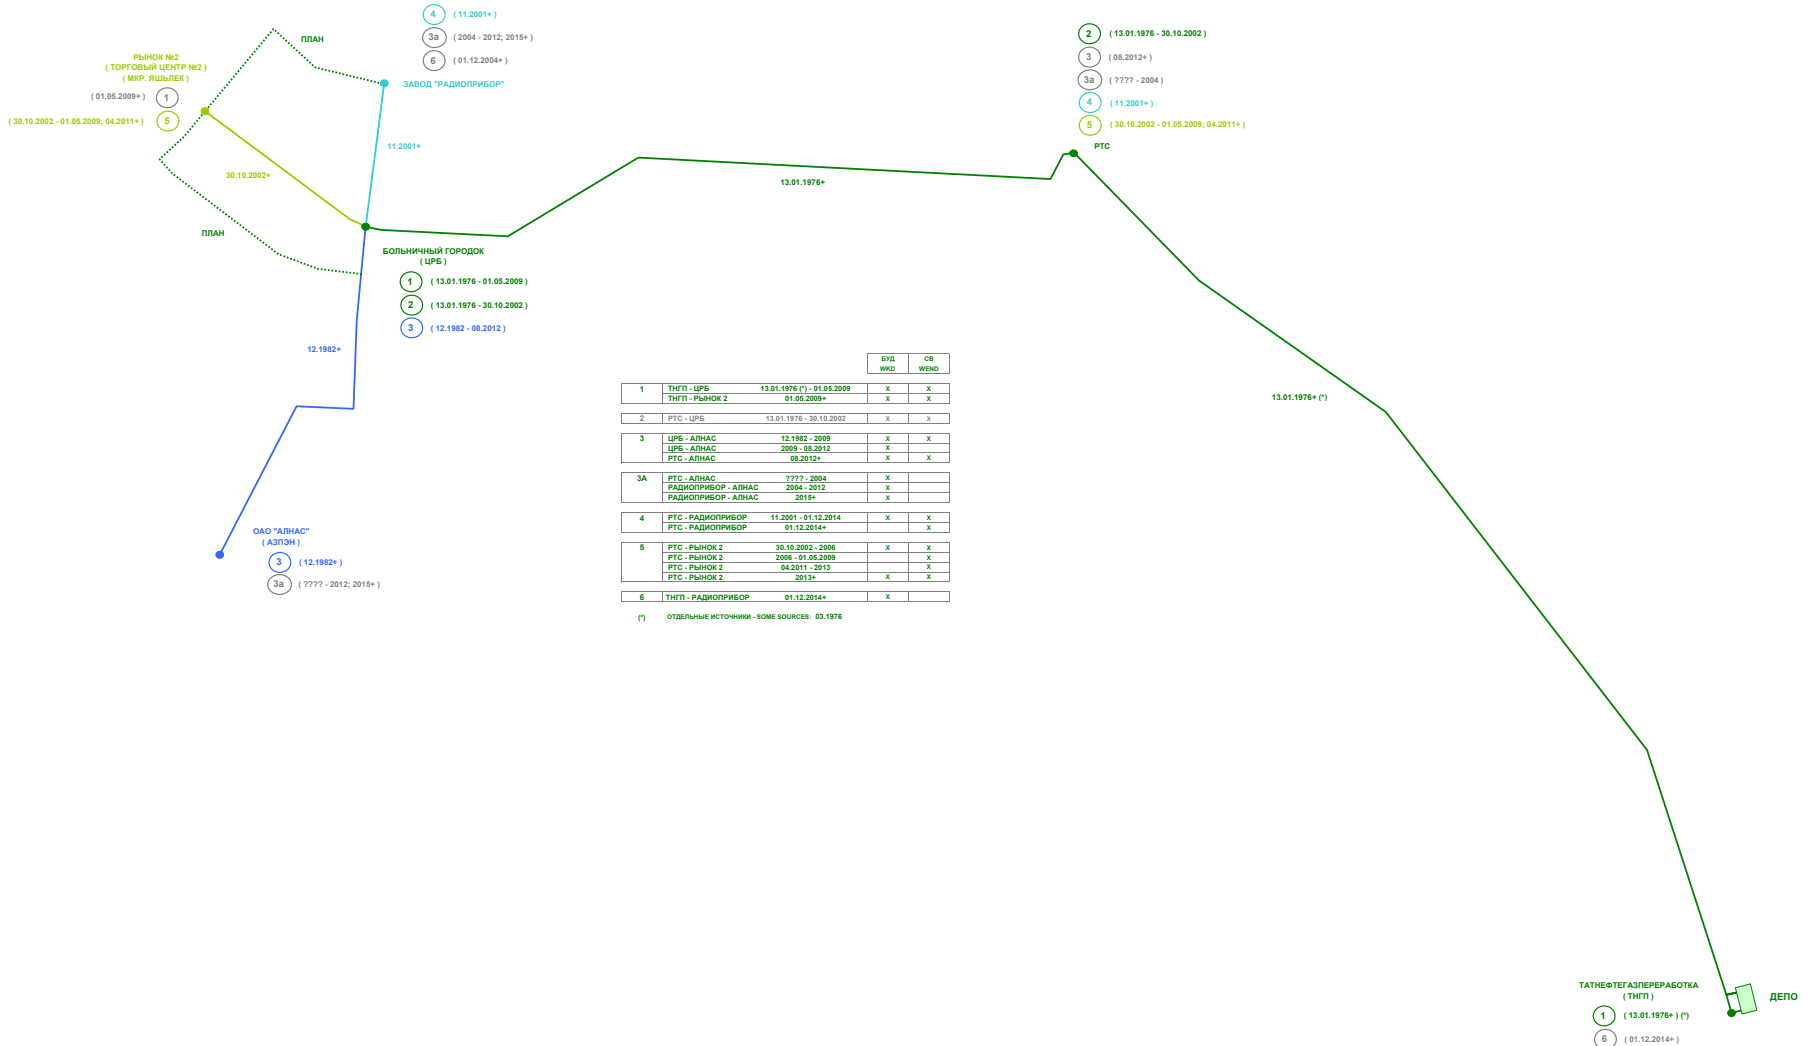 4 ( 11.2001+ )
3a ( 2004 - 2012; 2015+ )
6 ( 01.12.2004+ )
ЗАВОД "РАДИОПРИБОР"
ПЛАН
РЫНОК №2
( ТОРГОВЫЙ ЦЕНТР №2 )
( МКР. ЯШЬЛЕК )
( 01.05.2009+ ) 1
( 30.10.2002 - 01.05.2009; 04.2011+ ) 5
11.2001+
30.10.2002+
ПЛАН
2 ( 13.01.1976 - 30.10.2002 )
3 ( 08.2012+ )
3a ( ???? - 2004 )
4 ( 11.2001+ )
5 ( 30.10.2002 - 01.05.2009; 04.2011+ )
РТС
13.01.1976+
БОЛЬНИЧНЫЙ ГОРОДОК
( ЦРБ )
1 ( 13.01.1976 - 01.05.2009 )
2 ( 13.01.1976 - 30.10.2002 )
3 ( 12.1982 - 08.2012 )
12.1982+
13.01.1976+ (*)
ОАО "АЛНАС"
( АЗПЭН )
3 ( 12.1982+ )
3a ( ???? - 2012; 2015+ )
БУД СВ
WKD WEND
1 ТНГП - ЦРБ 13.01.1976 (*) - 01.05.2009 X X
ТНГП - РЫНОК 2 01.05.2009+ X X
2 РТС - ЦРБ 13.01.1976 - 30.10.2002 X X
3 ЦРБ - АЛНАС 12.1982 - 2009 X X
ЦРБ - АЛНАС 2009 - 08.2012 X
РТС - АЛНАС 08.2012+ X X
3A РТС - АЛНАС ???? - 2004 X
РАДИОПРИБОР - АЛНАС 2004 - 2012 X
РАДИОПРИБОР - АЛНАС 2015+ X
4 РТС - РАДИОПРИБОР 11.2001 - 01.12.2014 X X
РТС - РАДИОПРИБОР 01.12.2014+ X
5 РТС - РЫНОК 2 30.10.2002 - 2006 X X
РТС - РЫНОК 2 2006 - 01.05.2009 X
РТС - РЫНОК 2 04.2011 - 2013 X
РТС - РЫНОК 2 2013+ X X
6 ТНГП - РАДИОПРИБОР 01.12.2014+ X
(*) ОТДЕЛЬНЫЕ ИСТОЧНИКИ - SOME SOURCES: 03.1976
ТАТНЕФТЕГАЗПЕРЕРАБОТКА
( ТНГП )
ДЕПО
1 ( 13.01.1976+ ) (*)
6 ( 01.12.2014+ )